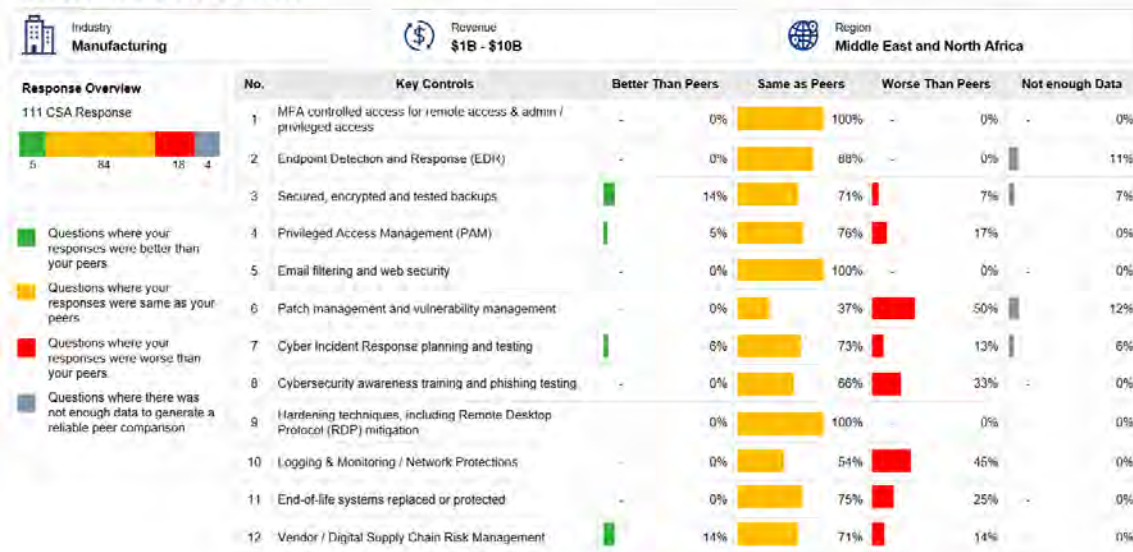 Industry
Manufacturing
Revenue
$1B - $10B
Region
Middle East and North Africa
Response Overview
111 CSA Response
5 84 18 4
Questions where your
responses were better than
your peers
Questions where your
responses were same as your
peers
Questions where your
responses were worse than
your peers.
Questions where there was
not enough data to generate a
reliable peer comparison
No. Key Controls Better Than Peers Same as Peers Worse Than Peers Not enough Data
1 MFA controlled access for remote access & admin /
privileged access
- 0% 100% - 0% - 0%
2 Endpoint Detection and Response (EDR) - 0% 88% - 0% 11%
3 Secured, encrypted and tested backups 14% 71% 7% 7%
4 Privileged Access Management (PAM) 5% 76% 17% 0%
5 Email filtering and web security - 0% 100% - 0% - 0%
6 Patch management and vulnerability management 0% 37% 50% 12%
7 Cyber Incident Response planning and testing 6% 73% 13% 6%
8 Cybersecurity awareness training and phishing testing - 0% 66% 33% - 0%
9 Hardening techniques, including Remote Desktop
Protocol (RDP) mitigation
0% 100% 0% 0%
10 Logging & Monitoring / Network Protections - 0% 54% 45% 0%
11 End-of-life systems replaced or protected - 0% 75% 25% - 0%
12 Vendor / Digital Supply Chain Risk Management 14% 71% 14% 0%